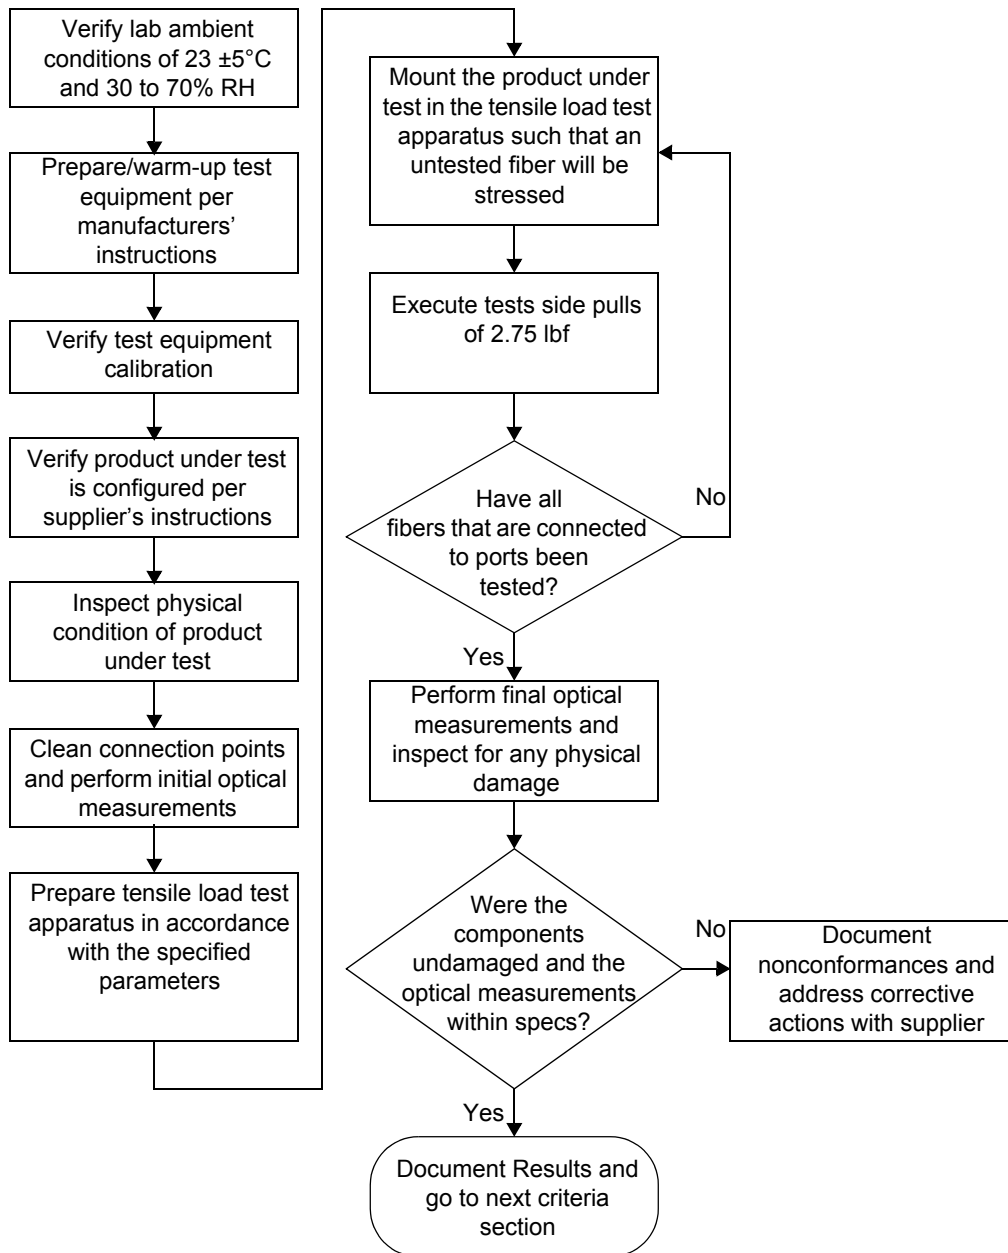 Verify lab ambient
conditions of 23 ±5°C
and 30 to 70% RH
Prepare/warm-up test
equipment per
manufacturers’
instructions
Verify test equipment
calibration
Verify product under test
is configured per
supplier’s instructions
Inspect physical
condition of product
under test
Clean connection points
and perform initial optical
measurements
Prepare tensile load test
apparatus in accordance
with the specified
parameters
Mount the product under
test in the tensile load test
apparatus such that an
untested fiber will be
stressed
Execute tests side pulls
of 2.75 lbf
Have all
fibers that are connected
to ports been
tested?
No
Yes
Perform final optical
measurements and
inspect for any physical
damage
Were the
components
undamaged and the
optical measurements
within specs?
No
Document
nonconformances and
address corrective
actions with supplier
Yes
Document Results and
go to next criteria
section